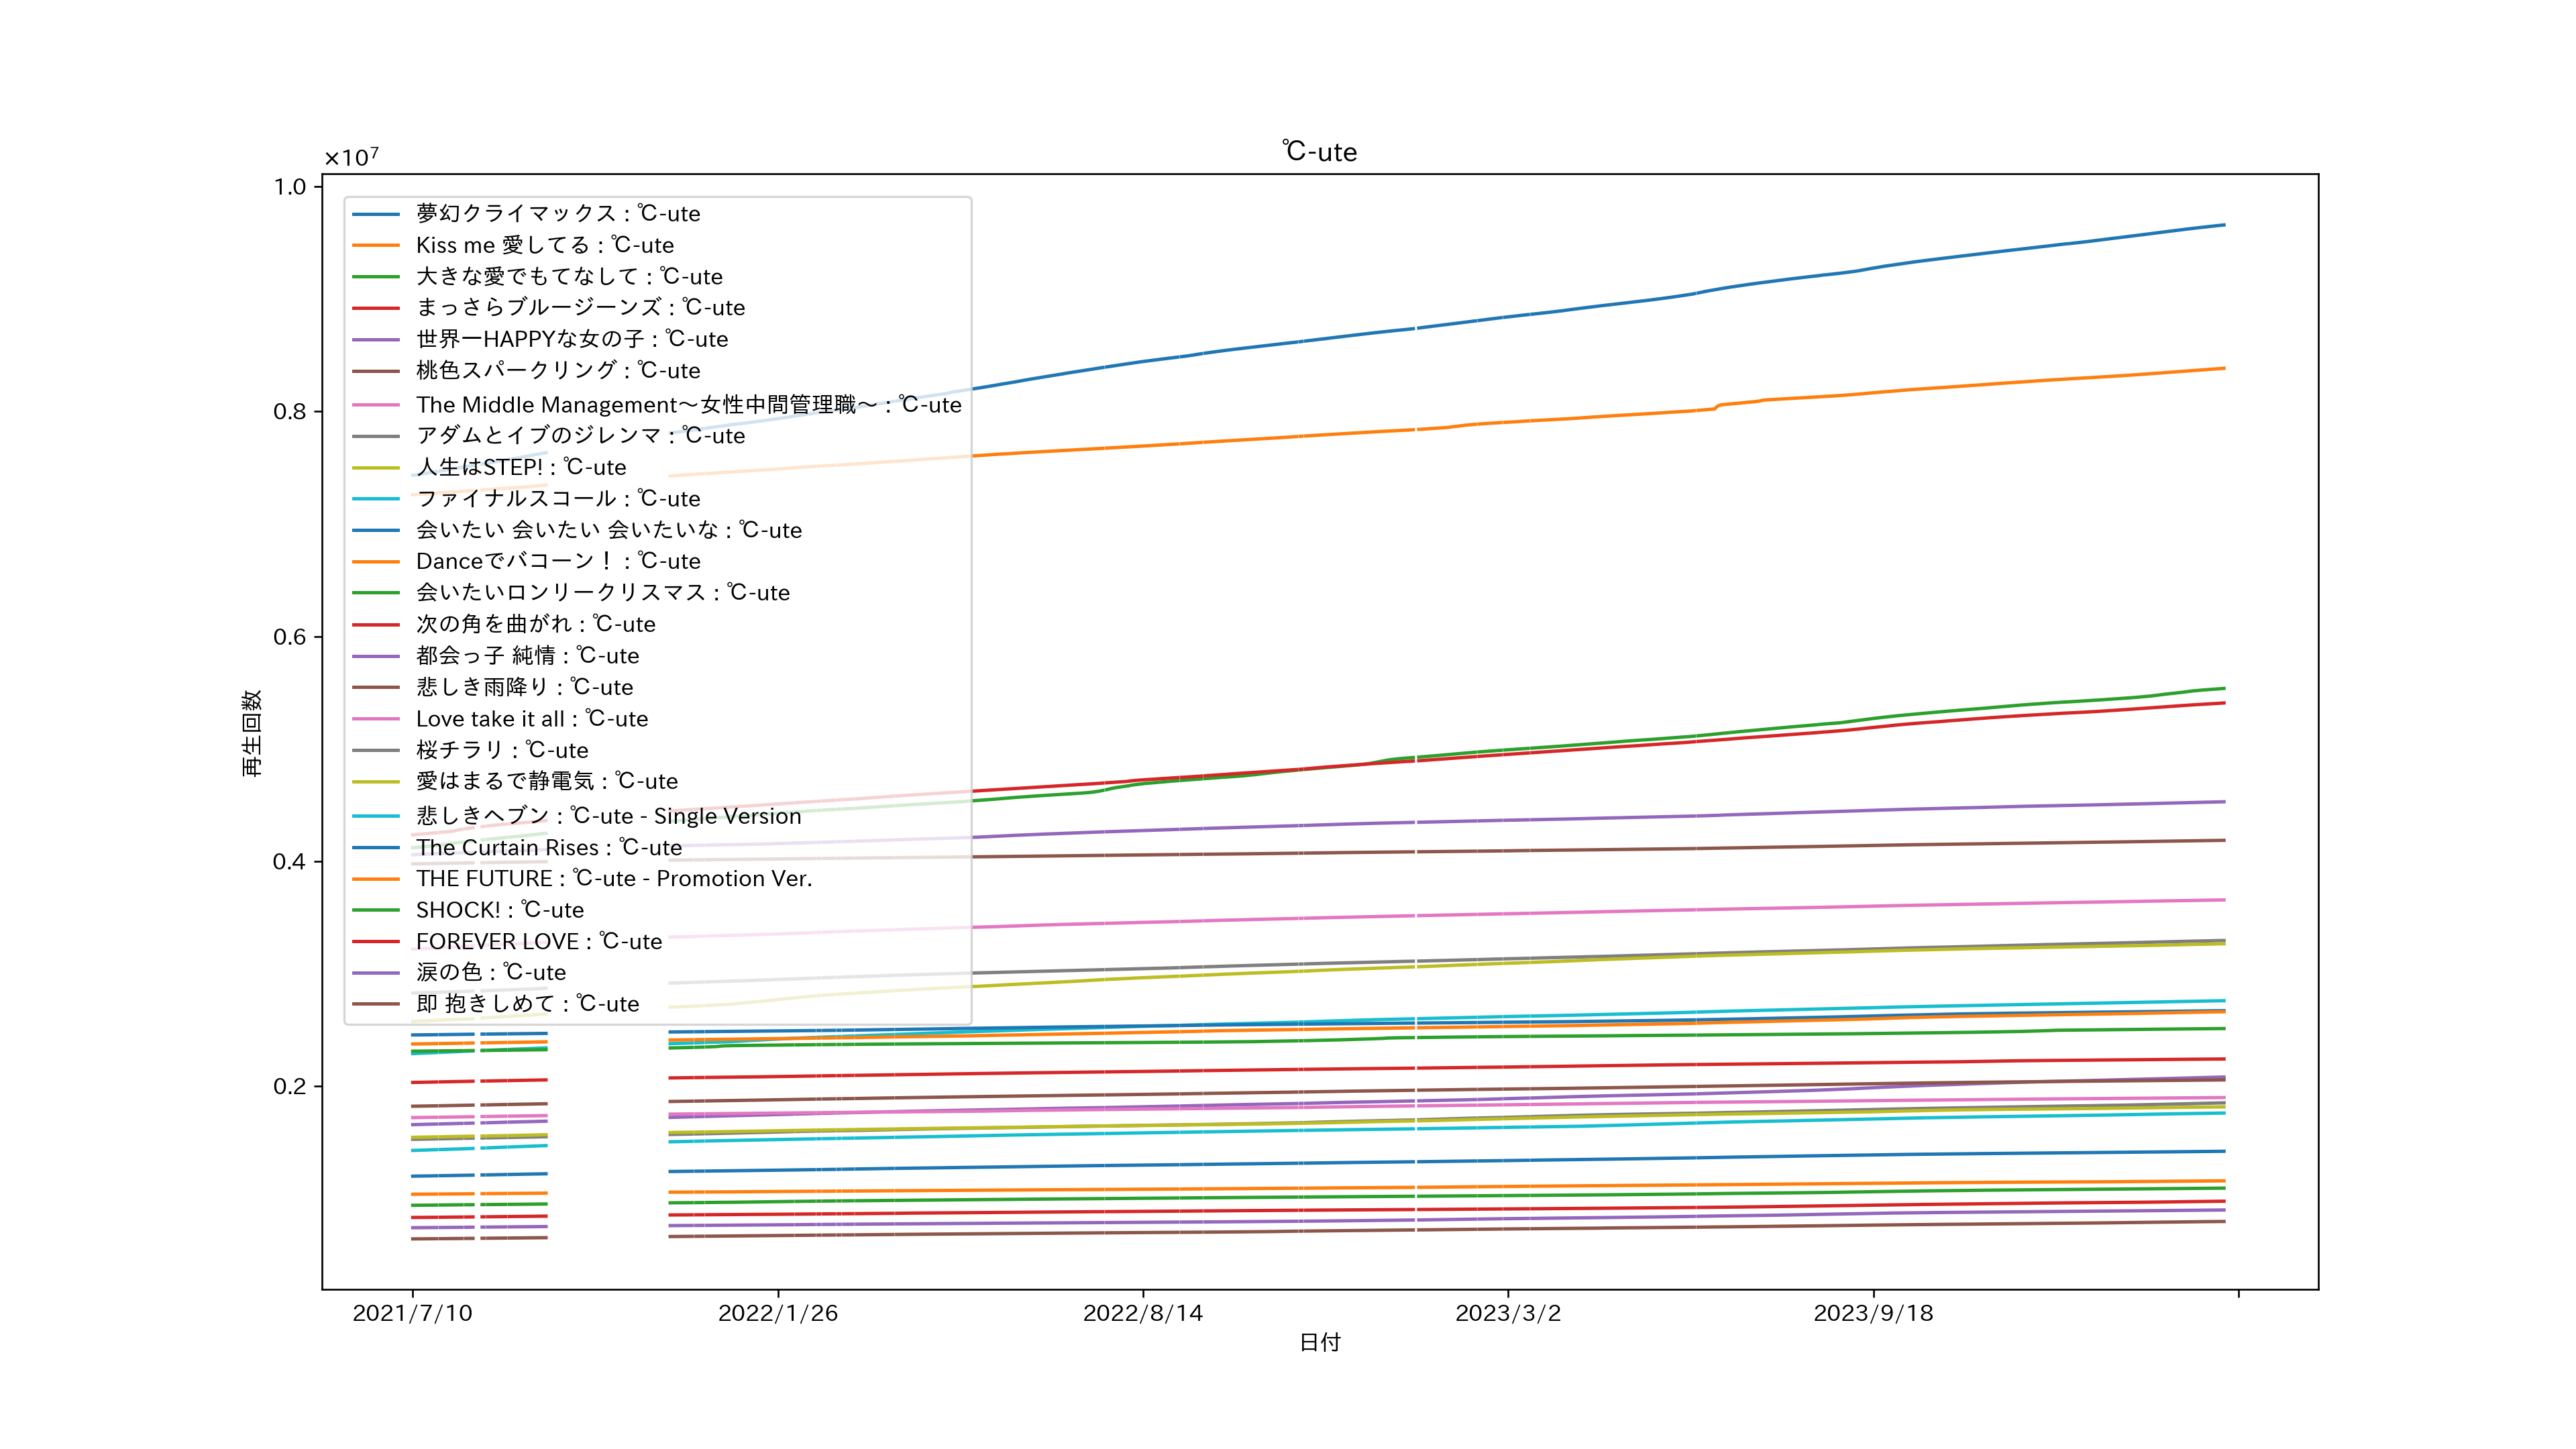 ℃-ute
×10⁷
1.0
0.8
0.6
0.4
0.2
再生回数
夢幻クライマックス : ℃-ute
Kiss me 愛してる : ℃-ute
大きな愛でもてなして : ℃-ute
まっさらブルージーンズ : ℃-ute
世界一HAPPYな女の子 : ℃-ute
桃色スパークリング : ℃-ute
The Middle Management〜女性中間管理職〜 : ℃-ute
アダムとイブのジレンマ : ℃-ute
人生はSTEP! : ℃-ute
ファイナルスコール : ℃-ute
会いたい 会いたい 会いたいな : ℃-ute
Danceでバコーン！ : ℃-ute
会いたいロンリークリスマス : ℃-ute
次の角を曲がれ : ℃-ute
都会っ子 純情 : ℃-ute
悲しき雨降り : ℃-ute
Love take it all : ℃-ute
桜チラリ : ℃-ute
愛はまるで静電気 : ℃-ute
悲しきヘブン : ℃-ute - Single Version
The Curtain Rises : ℃-ute
THE FUTURE : ℃-ute - Promotion Ver.
SHOCK! : ℃-ute
FOREVER LOVE : ℃-ute
涙の色 : ℃-ute
即 抱きしめて : ℃-ute
2021/7/10
2022/1/26
2022/8/14
2023/3/2
2023/9/18
日付